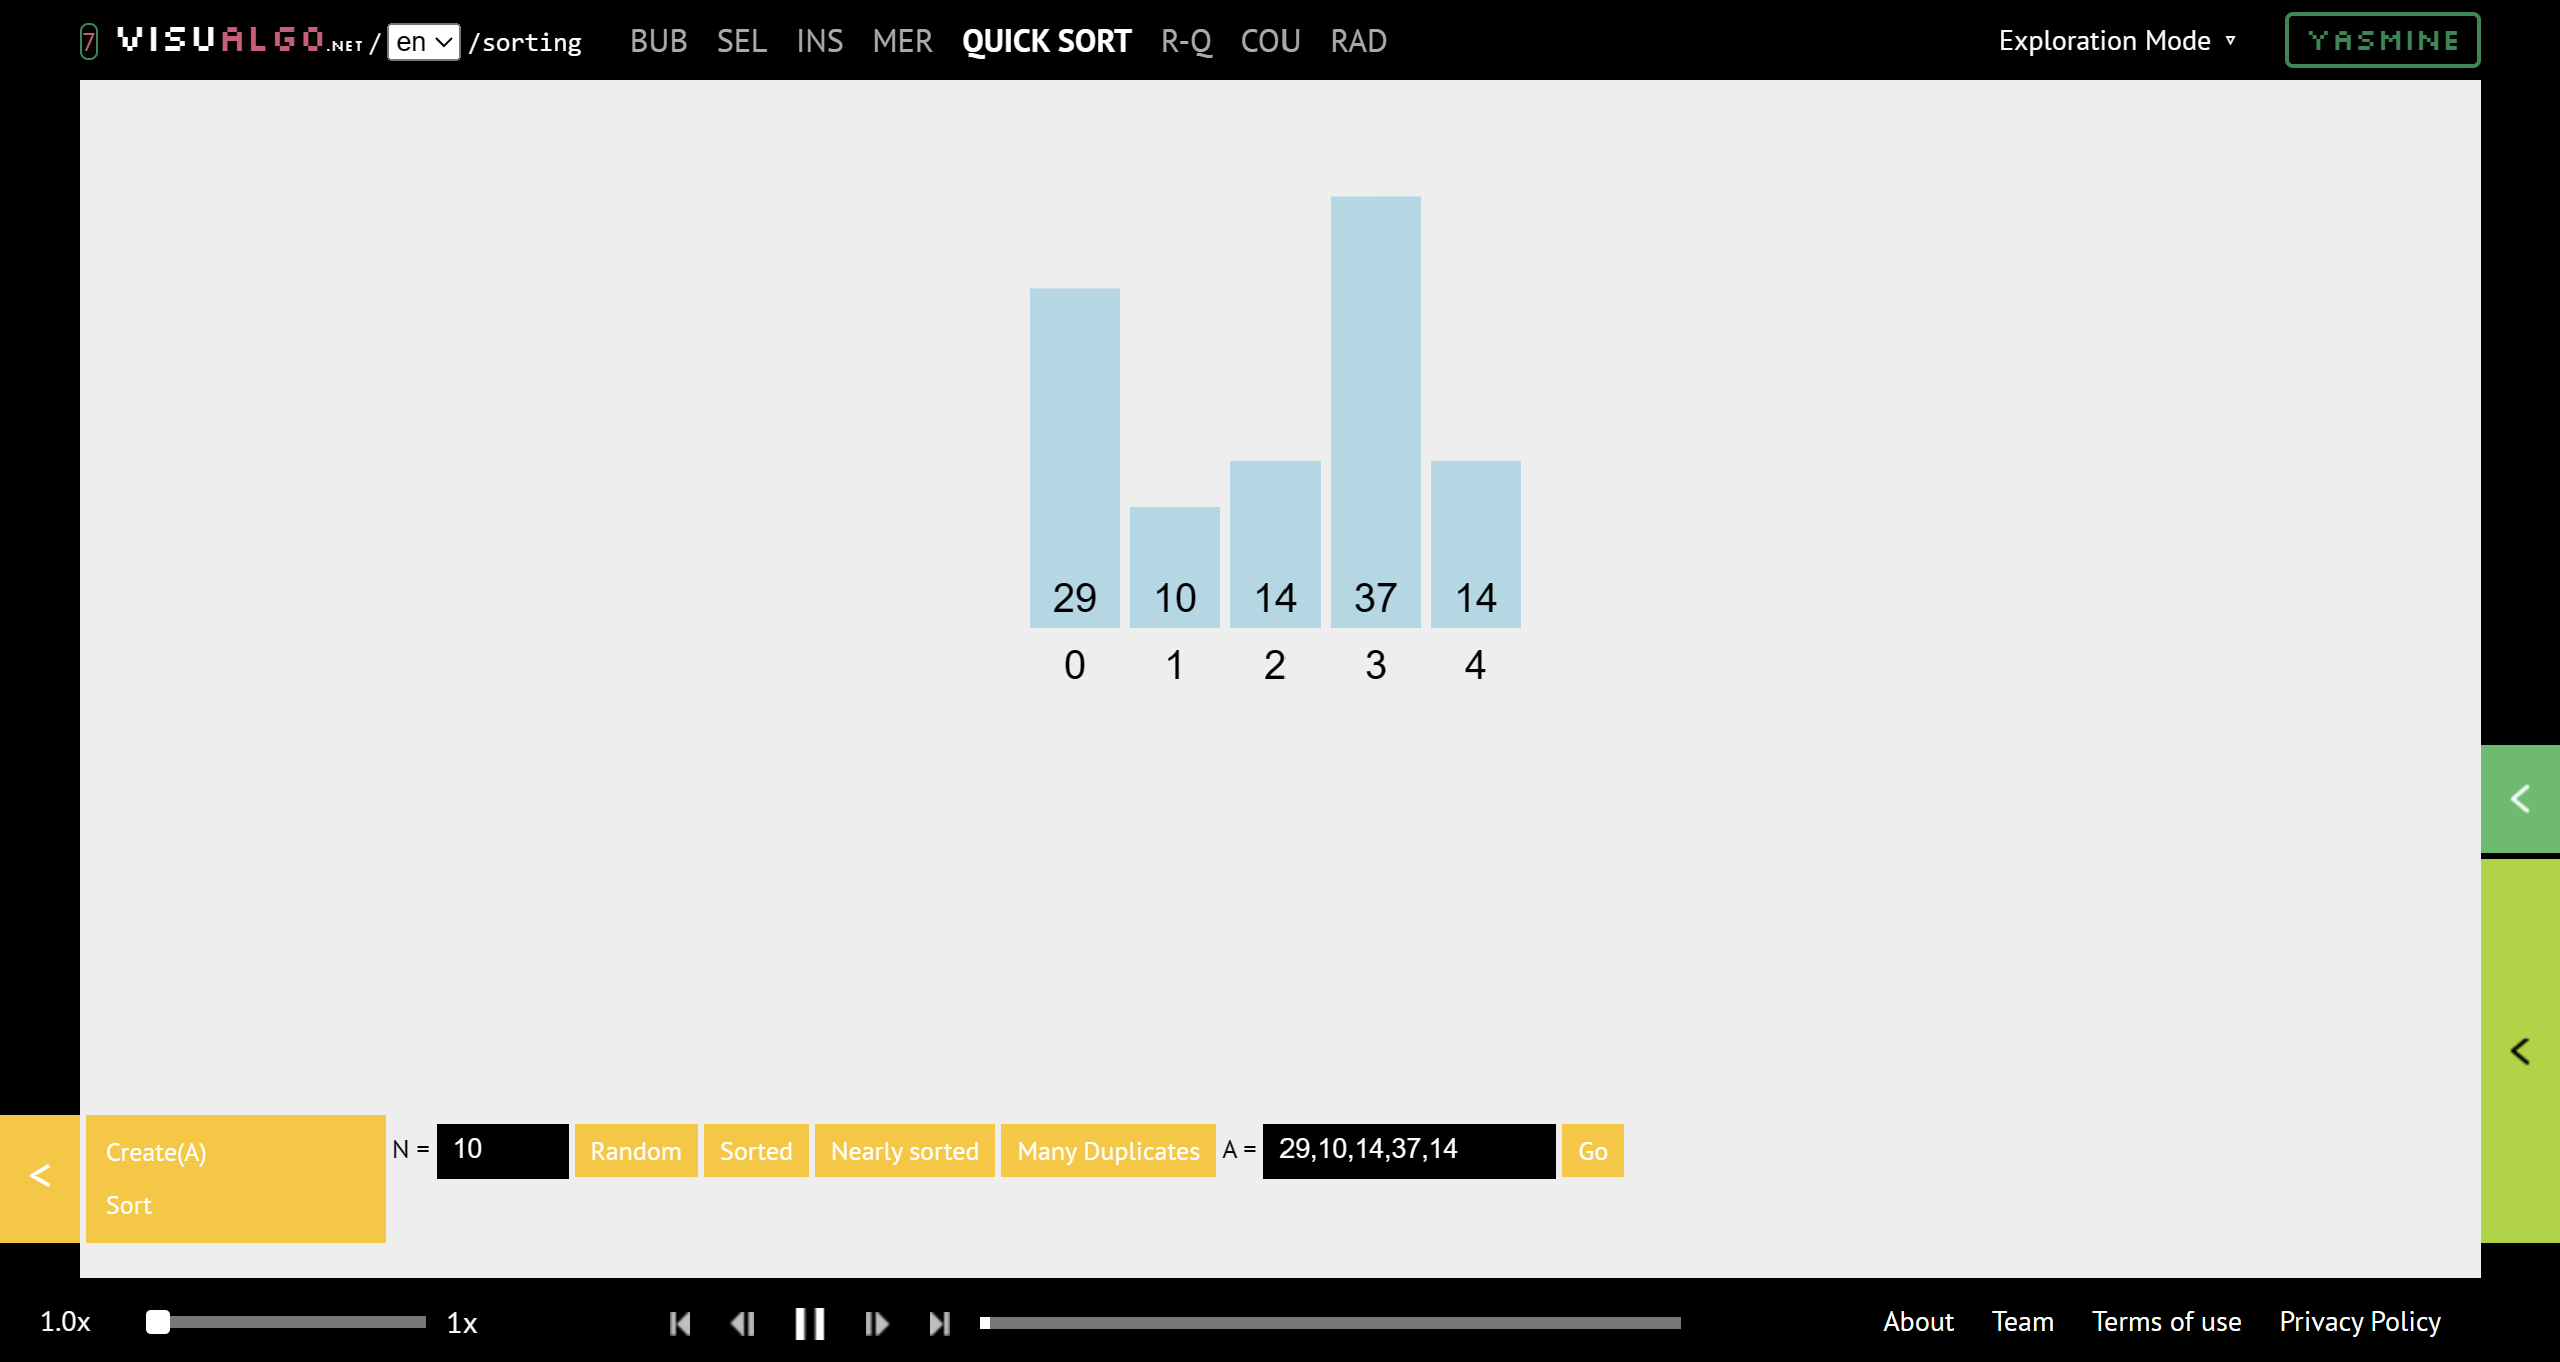 7 VISUALGO.NET / en /sorting BUB SEL INS MER QUICK SORT R-Q COU RAD Exploration Mode ▿ YASMINE
29 10 14 37 14
0 1 2 3 4
< 
<
< Create(A) N = 10 Random Sorted Nearly sorted Many Duplicates A = 29,10,14,37,14 Go
Sort
1.0x 1x About Team Terms of use Privacy Policy